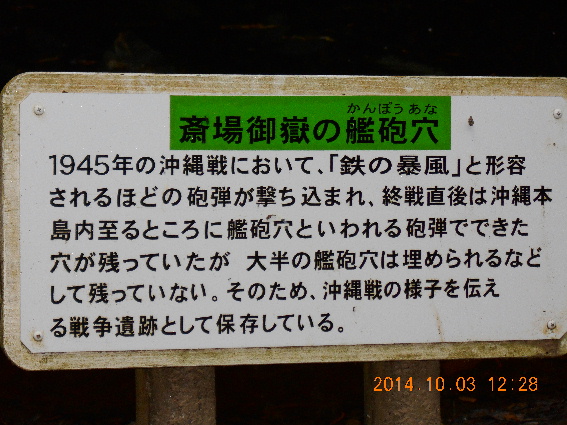 かんぽうあな
斎場御嶽の艦砲穴
1945年の沖縄戦において、「鉄の暴風」と形容
されるほどの砲弾が撃ち込まれ、終戦直後は沖縄本
島内至るところに艦砲穴といわれる砲弾でできた
穴が残っていたが 大半の艦砲穴は埋められるなど
して残っていない。そのため、沖縄戦の様子を伝え
る戦争遺跡として保存している。
2014.10.03 12:28